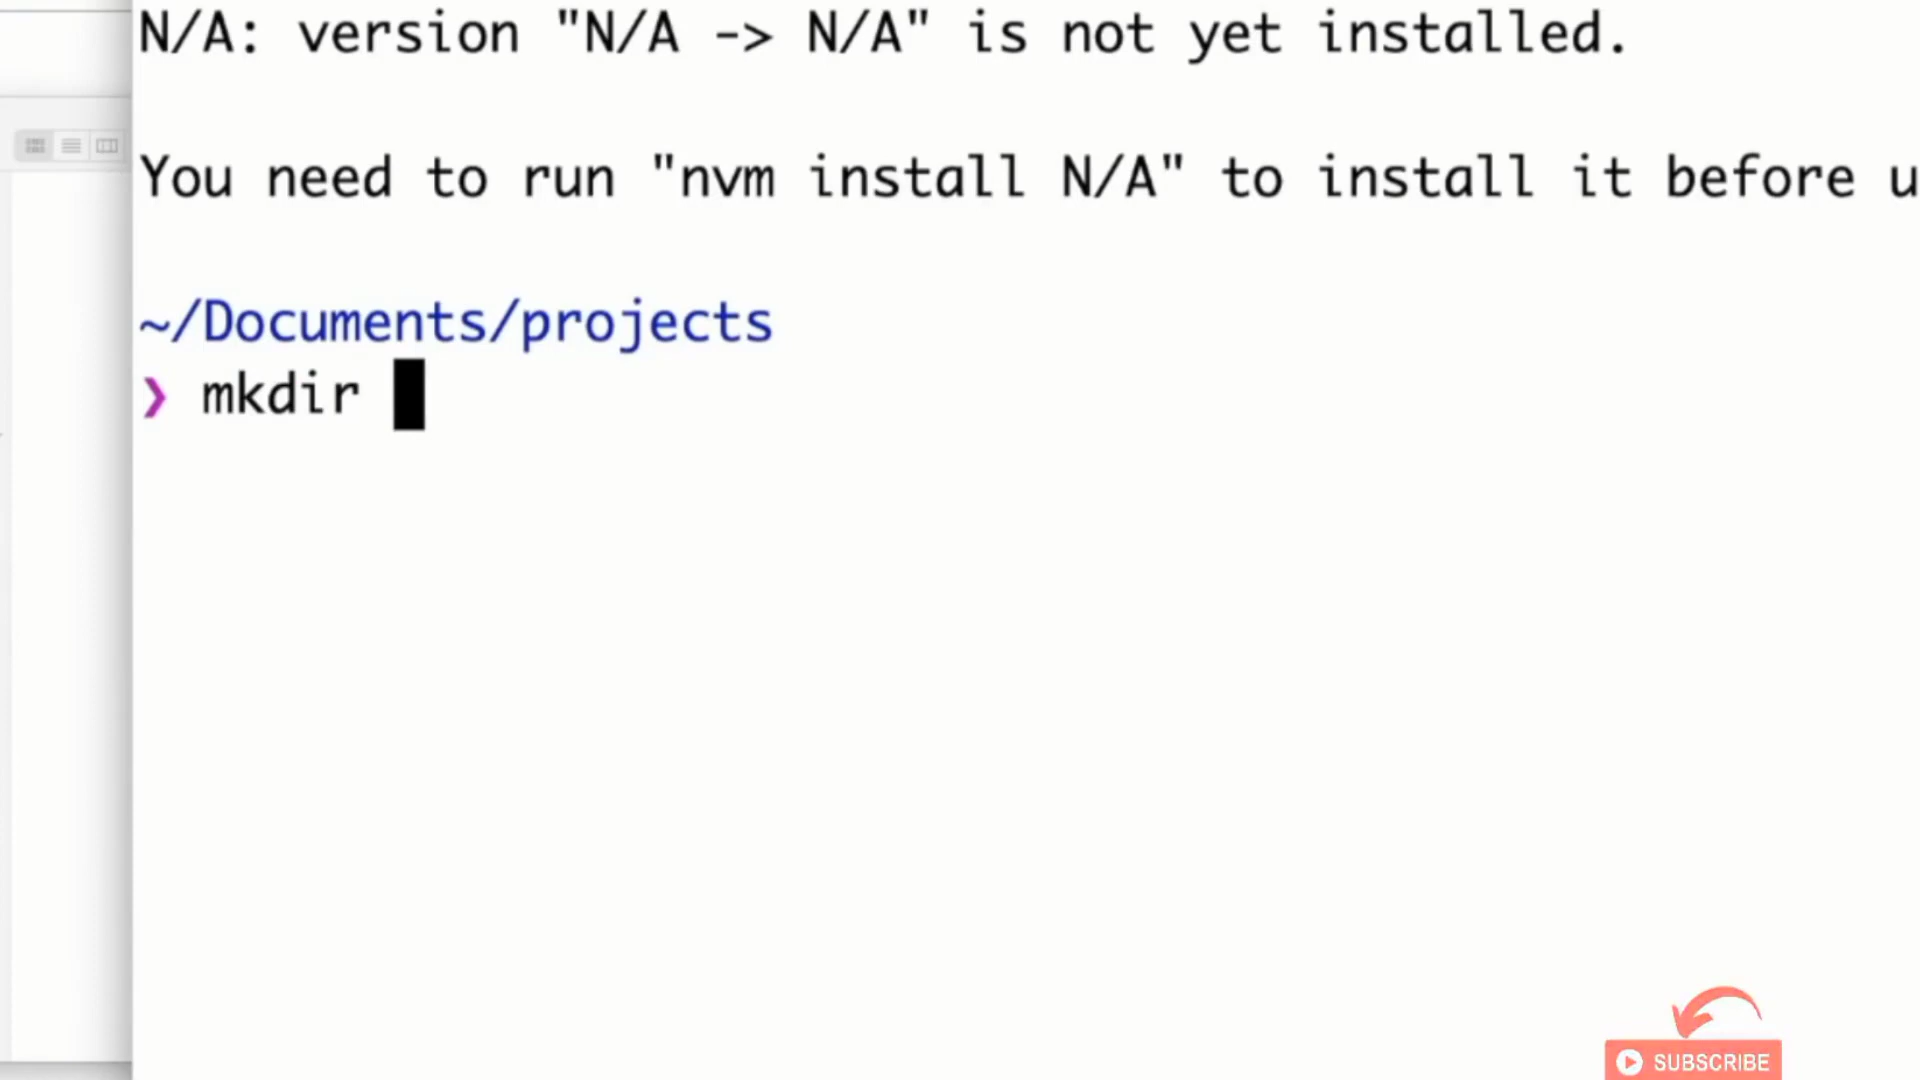 N/A: version "N/A -> N/A" is not yet installed.
You need to run "nvm install N/A" to install it before
~/Documents/projects
❯ mkdir
SUBSCRIBE